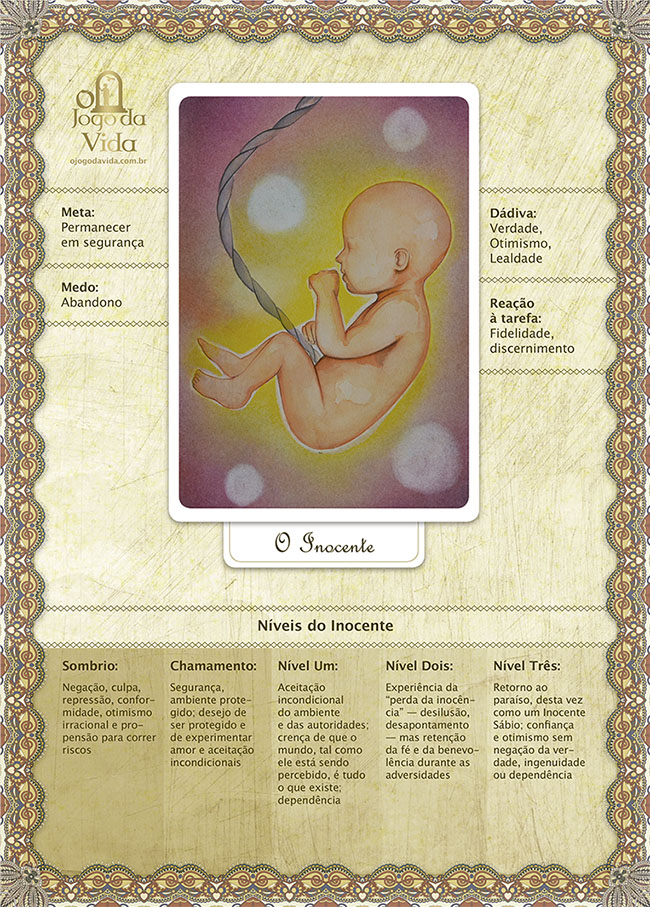 O
Jogo da
Vida
ojogodavida.com.br
Meta:
Permanecer
em segurança
Medo:
Abandono
Dádiva:
Verdade,
Otimismo,
Lealdade
Reação
à tarefa:
Fidelidade,
discernimento
O Inocente
Níveis do Inocente
Sombrio:
Negação, culpa,
repressão, confor-
midade, otimismo
irracional e pro-
pensão para correr
riscos
Chamamento:
Segurança,
ambiente prote-
gido; desejo de
ser protegido e
de experimentar
amor e aceitação
incondicionais
Nível Um:
Aceitação
incondicional
do ambiente
e das autoridades;
crença de que o
mundo, tal como
ele está sendo
percebido, é tudo
o que existe;
dependência
Nível Dois:
Experiência da
“perda da inocên-
cia” — desilusão,
desapontamento
— mas retenção
da fé e da benevo-
lência durante as
adversidades
Nível Três:
Retorno ao
paraíso, desta vez
como um Inocente
Sábio; confiança
e otimismo sem
negação da ver-
dade, ingenuidade
ou dependência